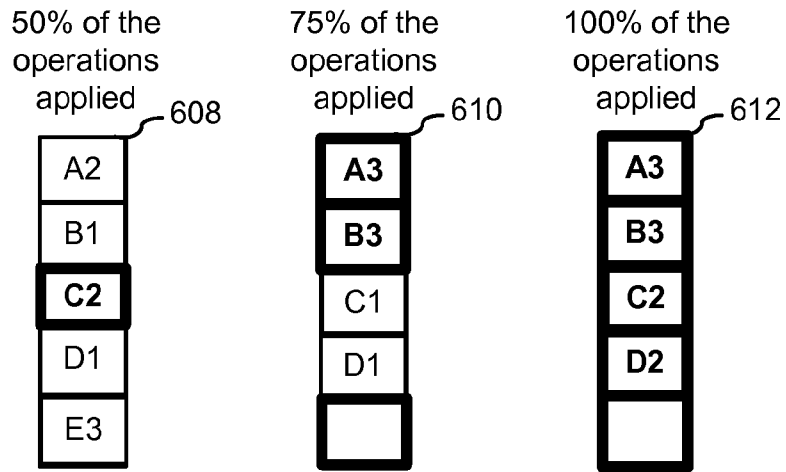 50% of the
operations
applied
608
A2
B1
C2
D1
E3
75% of the
operations
applied
610
A3
B3
C1
D1
100% of the
operations
applied
612
A3
B3
C2
D2